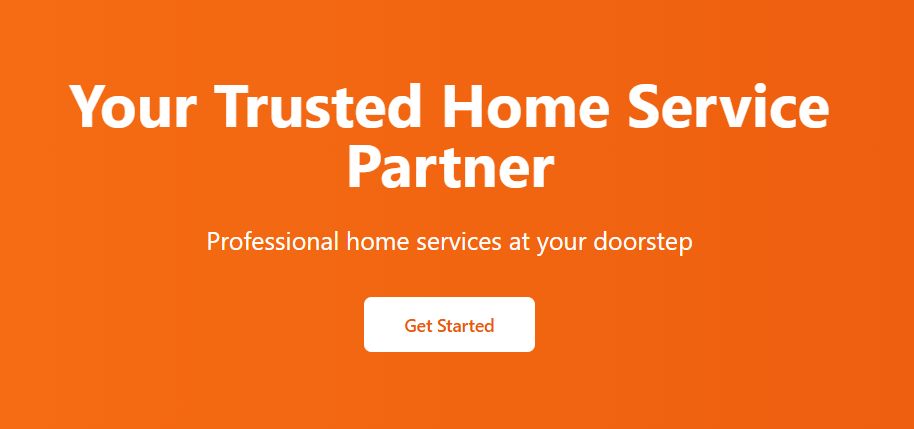 Your Trusted Home Service
Partner
Professional home services at your doorstep
Get Started